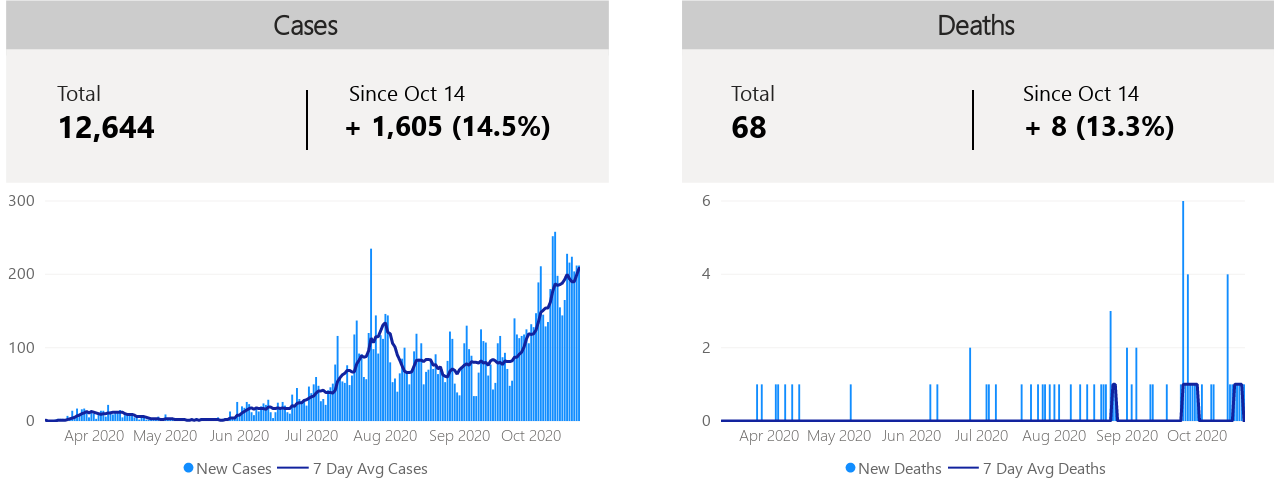 Cases
Total
12,644
Since Oct 14
+ 1,605 (14.5%)
300
200
100
0
Apr 2020 May 2020 Jun 2020 Jul 2020 Aug 2020 Sep 2020 Oct 2020
New Cases 7 Day Avg Cases
Deaths
Total
68
Since Oct 14
+ 8 (13.3%)
6
4
2
0
Apr 2020 May 2020 Jun 2020 Jul 2020 Aug 2020 Sep 2020 Oct 2020
New Deaths 7 Day Avg Deaths